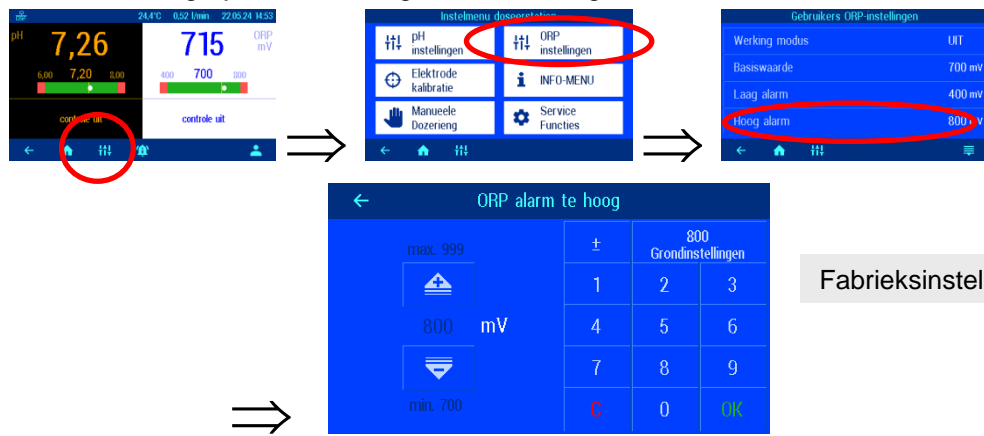 24.4°C 0,52 l/min 22.05.24 14:53
pH 7,26 715 ORP mV
6,00 7,20 8,00 400 700 800
controle uit controle uit
Instelmenu doseerstation
pH instellingen
ORP instellingen
Elektrode kalibratie
INFO-MENU
Manueele Dozerieng
Service Functies
Gebruikers ORP-instellingen
Werking modus UIT
Basiswaarde 700 mV
Laag alarm 400 mV
Hoog alarm 800 mV
⇒ ⇒
ORP alarm te hoog
max. 999
800 mV
min. 700
± 800 Grondinstellingen
1 2 3
4 5 6
7 8 9
C 0 OK
⇒